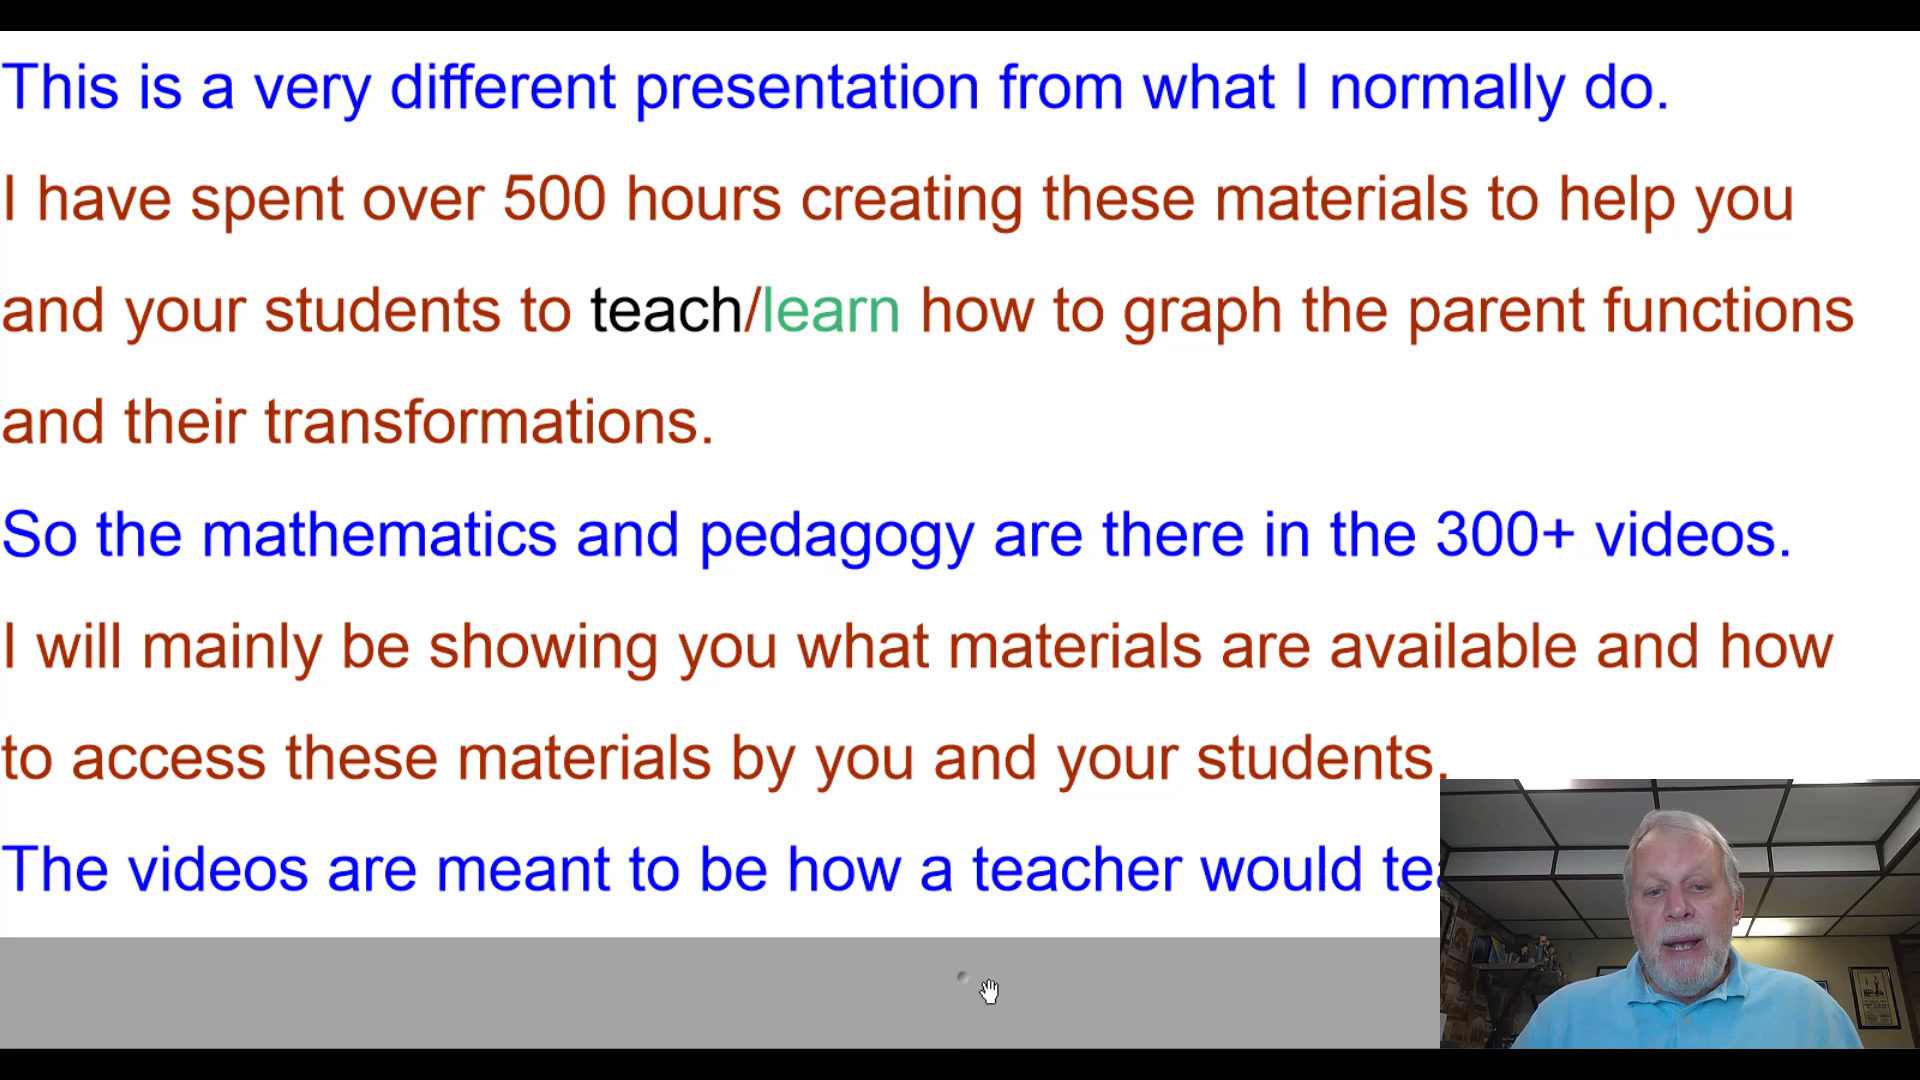 This is a very different presentation from what I normally do.
I have spent over 500 hours creating these materials to help you
and your students to teach/learn how to graph the parent functions
and their transformations.
So the mathematics and pedagogy are there in the 300+ videos.
I will mainly be showing you what materials are available and how
to access these materials by you and your students.
The videos are meant to be how a teacher would